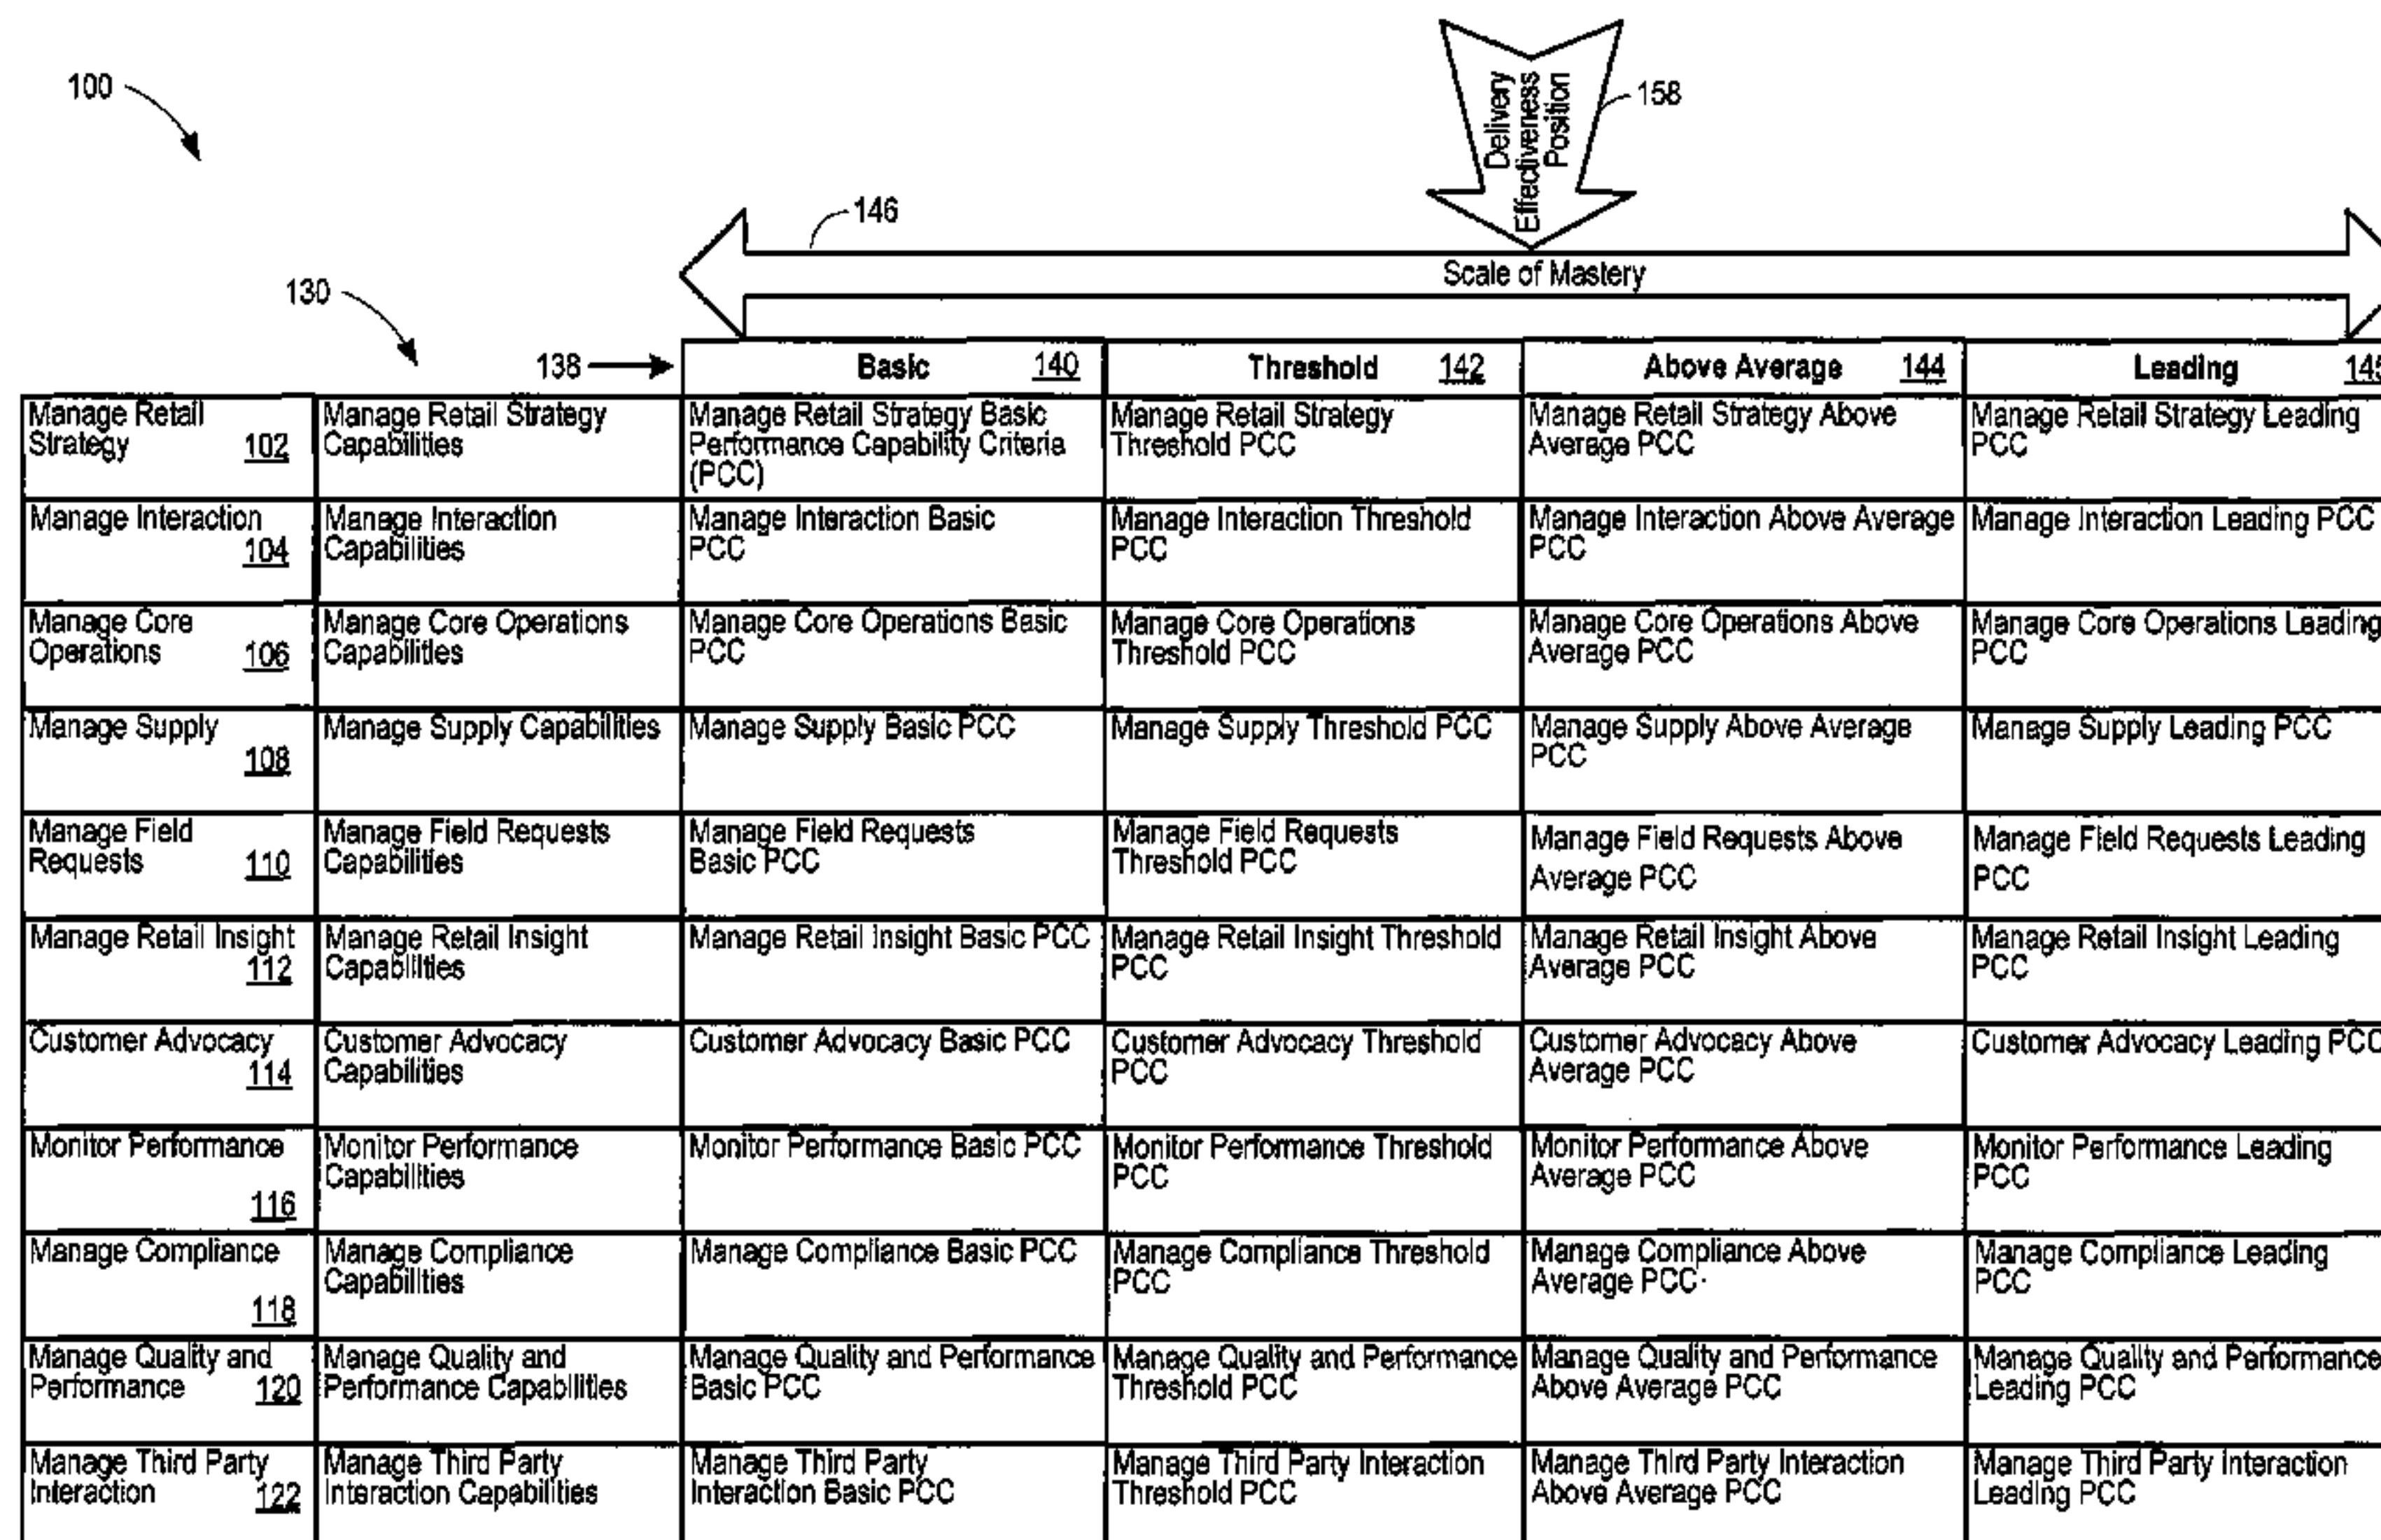 100
Delivery
Effectiveness
Position
158
146
Scale of Mastery
130
138
Basic 140
Threshold 142
Above Average 144
Leading
Manage Retail
Strategy 102
Manage Retail Strategy
Capabilities
Manage Retail Strategy Basic
Performance Capability Criteria
(PCC)
Manage Retail Strategy
Threshold PCC
Manage Retail Strategy Above
Average PCC
Manage Retail Strategy Leading
PCC
Manage Interaction
104
Manage Interaction
Capabilities
Manage Interaction Basic
PCC
Manage Interaction Threshold
PCC
Manage Interaction Above Average
PCC
Manage Interaction Leading PCC
Manage Core
Operations 106
Manage Core Operations
Capabilities
Manage Core Operations Basic
PCC
Manage Core Operations
Threshold PCC
Manage Core Operations Above
Average PCC
Manage Core Operations Leading
PCC
Manage Supply
108
Manage Supply Capabilities
Manage Supply Basic PCC
Manage Supply Threshold PCC
Manage Supply Above Average
PCC
Manage Supply Leading PCC
Manage Field
Requests 110
Manage Field Requests
Capabilities
Manage Field Requests
Basic PCC
Manage Field Requests
Threshold PCC
Manage Field Requests Above
Average PCC
Manage Field Requests Leading
PCC
Manage Retail Insight
112
Manage Retail Insight
Capabilities
Manage Retail Insight Basic PCC
Manage Retail Insight Threshold
PCC
Manage Retail Insight Above
Average PCC
Manage Retail Insight Leading
PCC
Customer Advocacy
114
Customer Advocacy
Capabilities
Customer Advocacy Basic PCC
Customer Advocacy Threshold
PCC
Customer Advocacy Above
Average PCC
Customer Advocacy Leading PCC
Monitor Performance
116
Monitor Performance
Capabilities
Monitor Performance Basic PCC
Monitor Performance Threshold
PCC
Monitor Performance Above
Average PCC
Monitor Performance Leading
PCC
Manage Compliance
118
Manage Compliance
Capabilities
Manage Compliance Basic PCC
Manage Compliance Threshold
PCC
Manage Compliance Above
Average PCC
Manage Compliance Leading
PCC
Manage Quality and
Performance 120
Manage Quality and
Performance Capabilities
Manage Quality and Performance
Basic PCC
Manage Quality and Performance
Threshold PCC
Manage Quality and Performance
Above Average PCC
Manage Quality and Performance
Leading PCC
Manage Third Party
Interaction 122
Manage Third Party
Interaction Capabilities
Manage Third Party
Interaction Basic PCC
Manage Third Party Interaction
Threshold PCC
Manage Third Party Interaction
Above Average PCC
Manage Third Party Interaction
Leading PCC